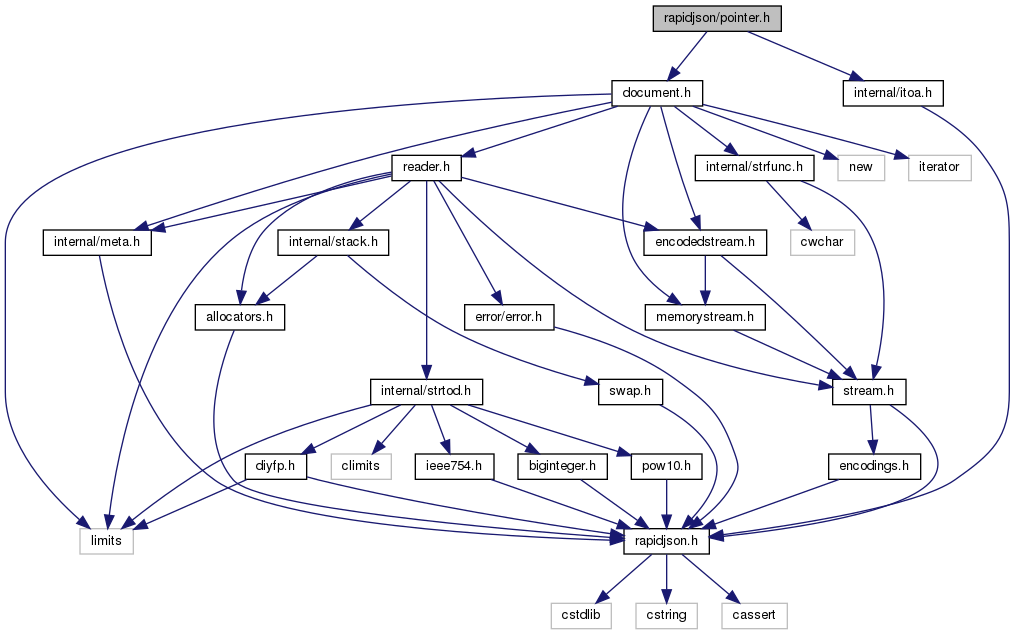 rapidjson/pointer.h
document.h
internal/itoa.h
reader.h
internal/strfunc.h
new
iterator
internal/meta.h
internal/stack.h
encodedstream.h
cwchar
allocators.h
error/error.h
memorystream.h
internal/strtod.h
swap.h
stream.h
diyfp.h
climits
ieee754.h
biginteger.h
pow10.h
encodings.h
limits
rapidjson.h
cstdlib
cstring
cassert